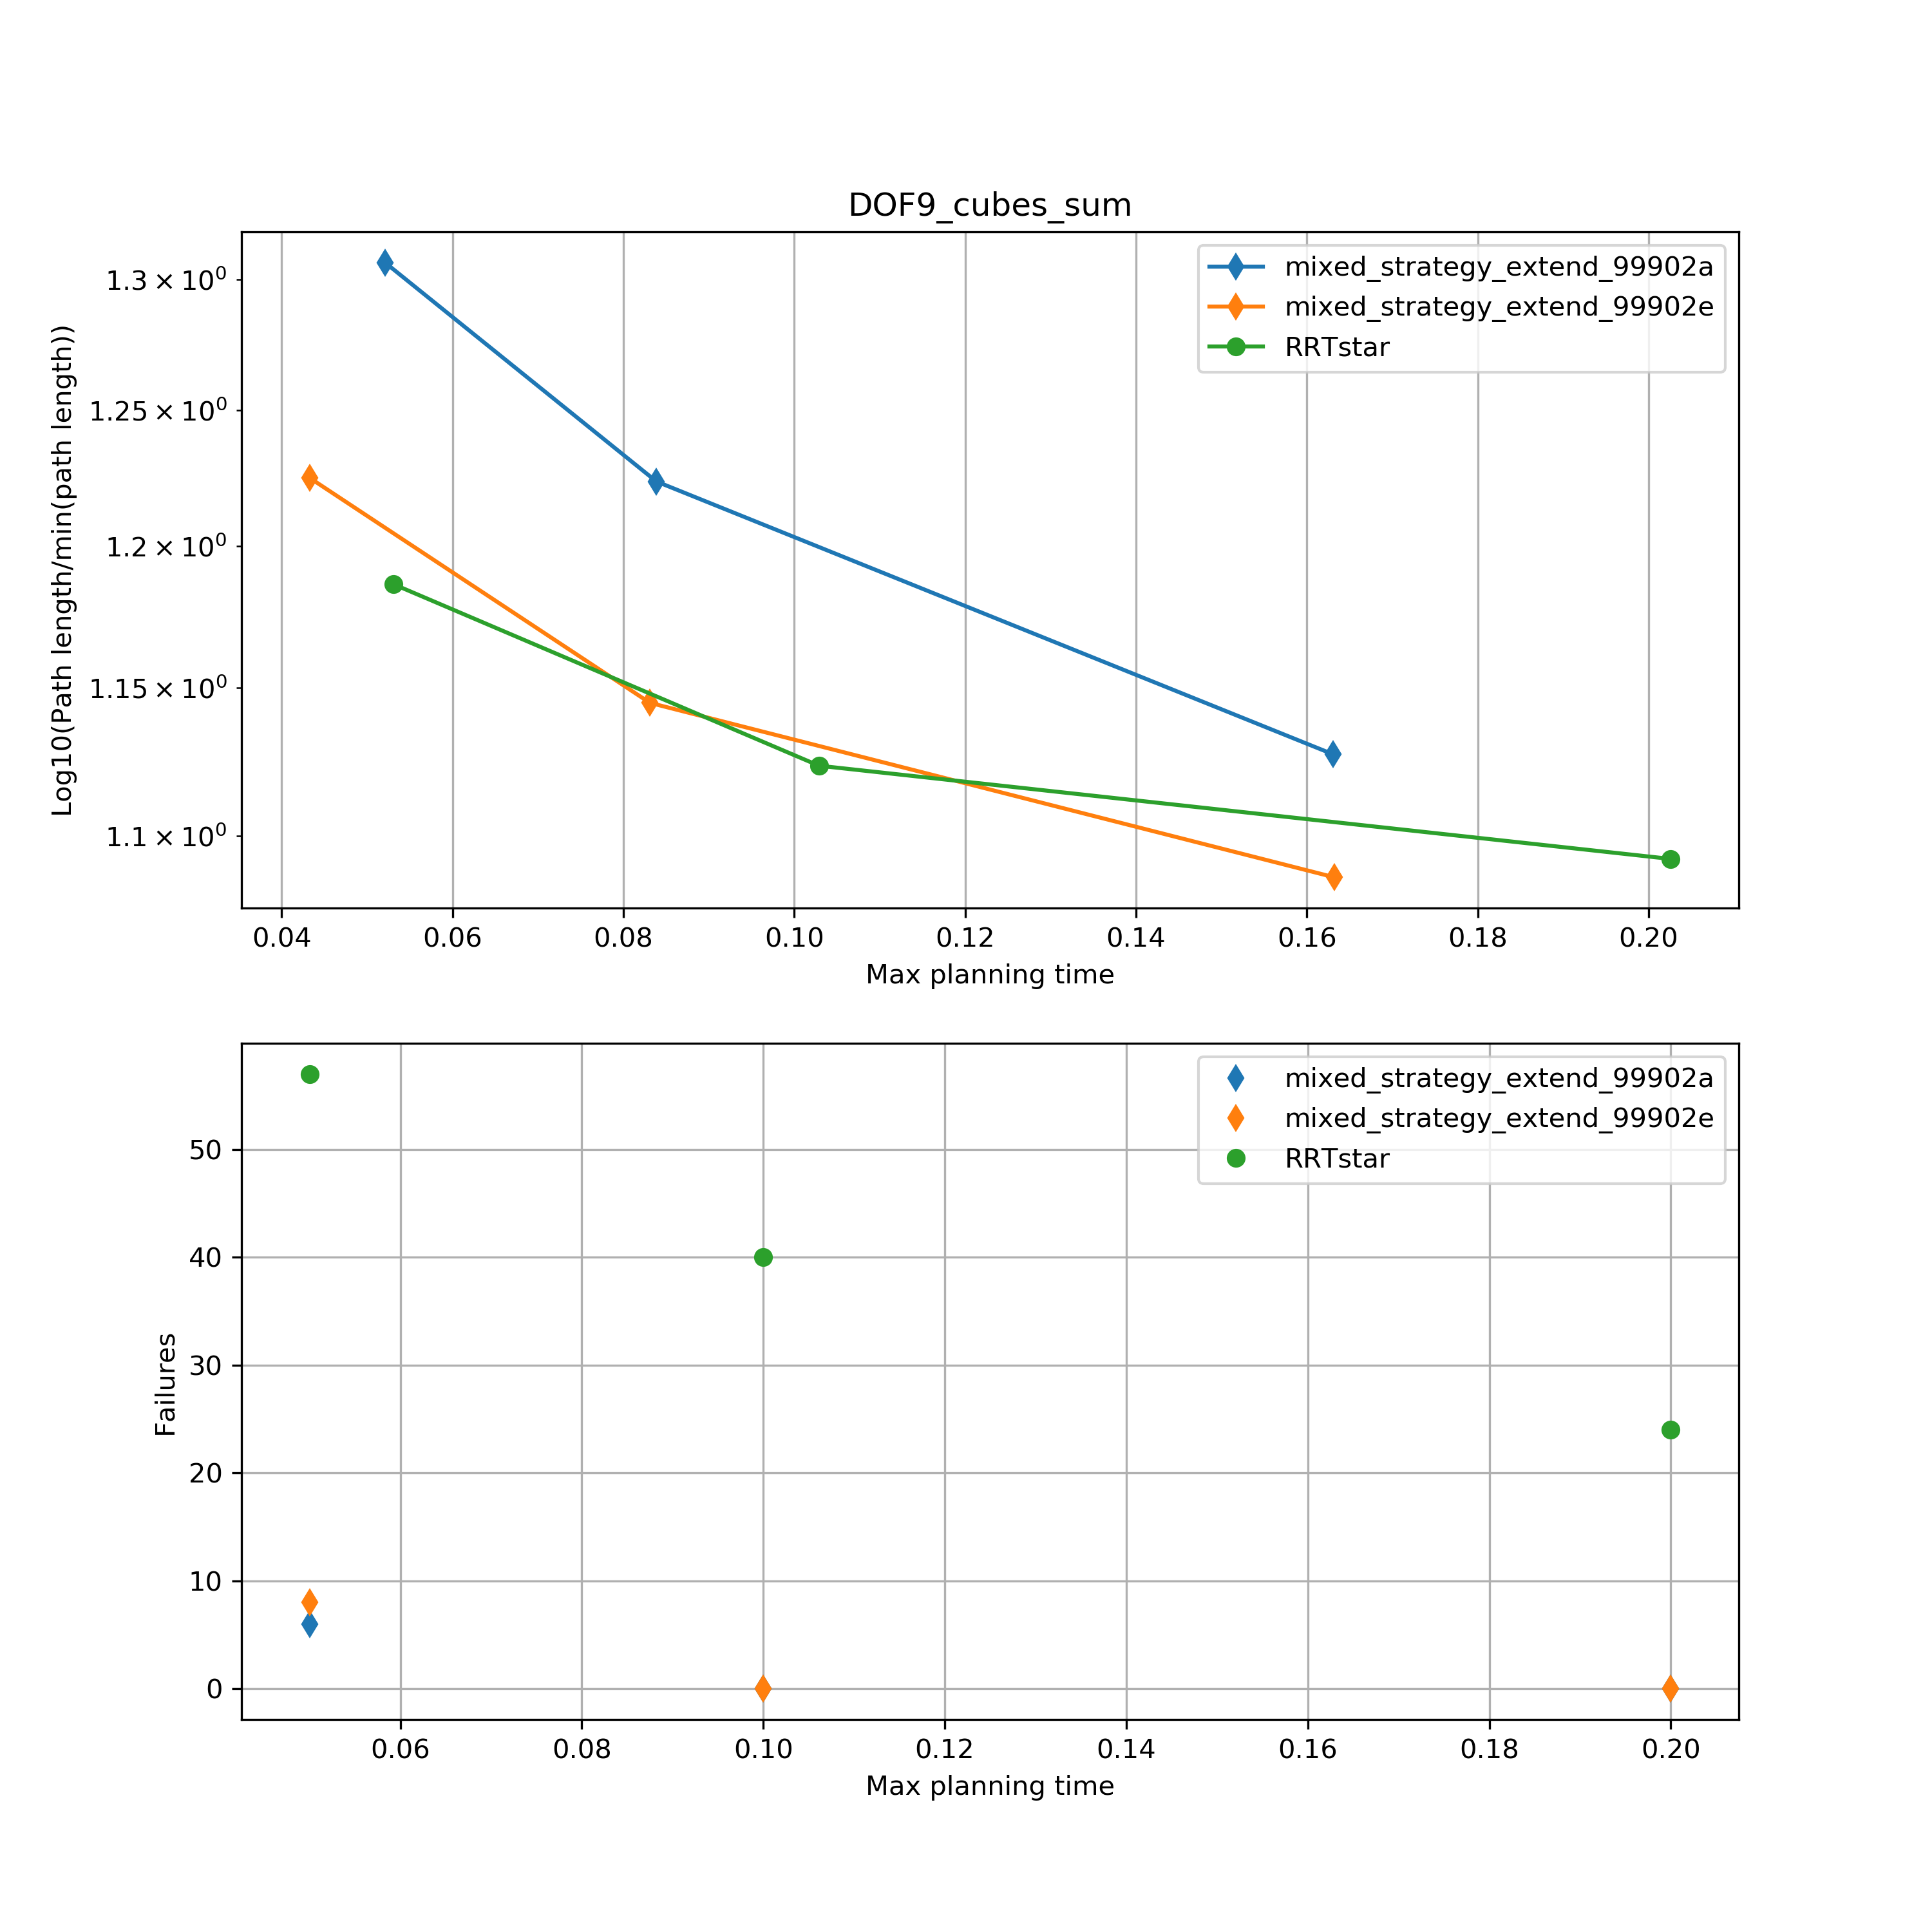 DOF9_cubes_sum
mixed_strategy_extend_99902a
mixed_strategy_extend_99902e
RRTstar
Log10(Path length/min(path length))
1.3 × 10⁰
1.25 × 10⁰
1.2 × 10⁰
1.15 × 10⁰
1.1 × 10⁰
0.04 0.06 0.08 0.10 0.12 0.14 0.16 0.18 0.20
Max planning time
mixed_strategy_extend_99902a
mixed_strategy_extend_99902e
RRTstar
Failures
50
40
30
20
10
0
0.06 0.08 0.10 0.12 0.14 0.16 0.18 0.20
Max planning time